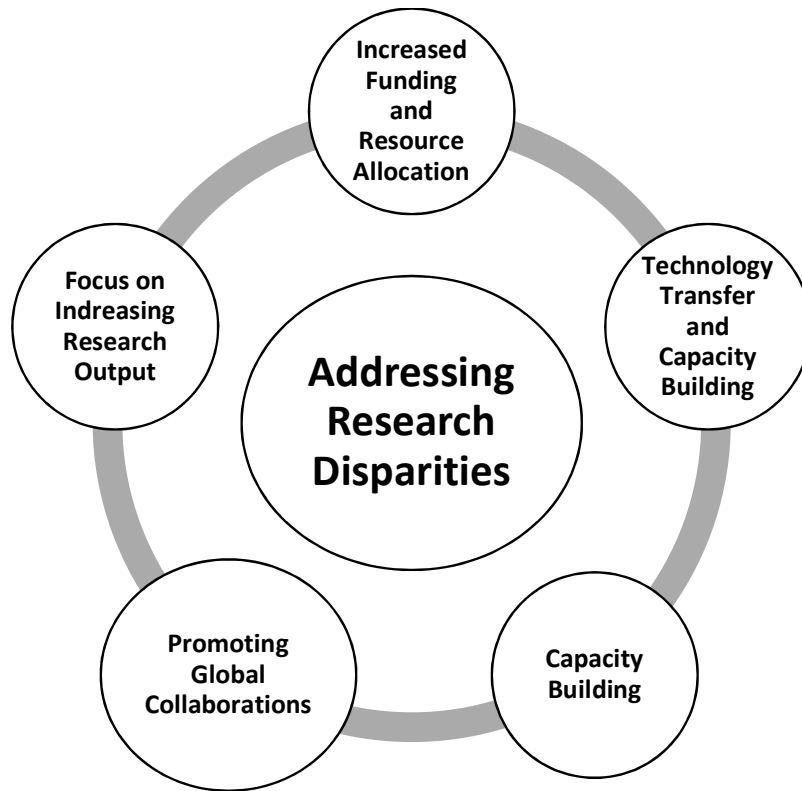 Increased
Funding
and
Resource
Allocation
Technology
Transfer
and
Capacity
Building
Capacity
Building
Promoting
Global
Collaborations
Focus on
Indreasing
Research
Output
Addressing
Research
Disparities